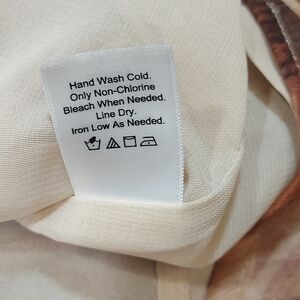 Hand Wash Cold.
Only Non-Chlorine
Bleach When Needed.
Line Dry.
Iron Low As Needed.